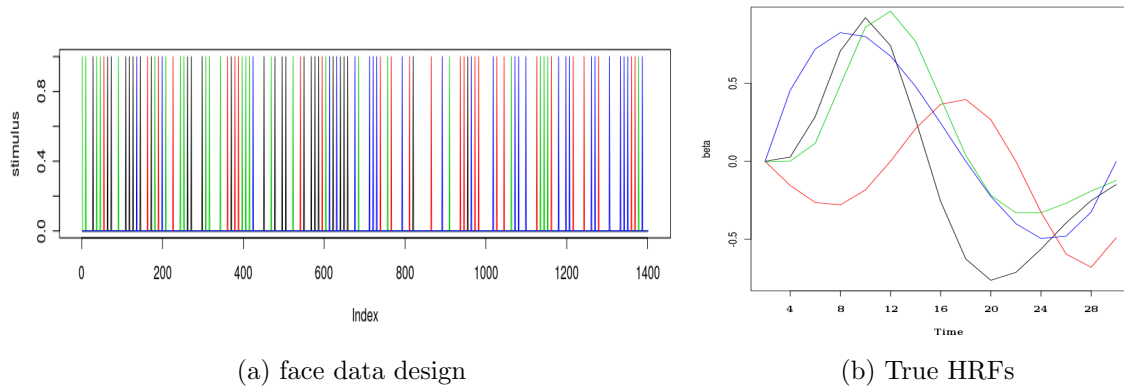 stimulus
0.8
0.4
0.0
0 200 400 600 800 1000 1200 1400
Index
(a) face data design
beta
0.5
0.0
-0.5
4 8 12 16 20 24 28
Time
(b) True HRFs